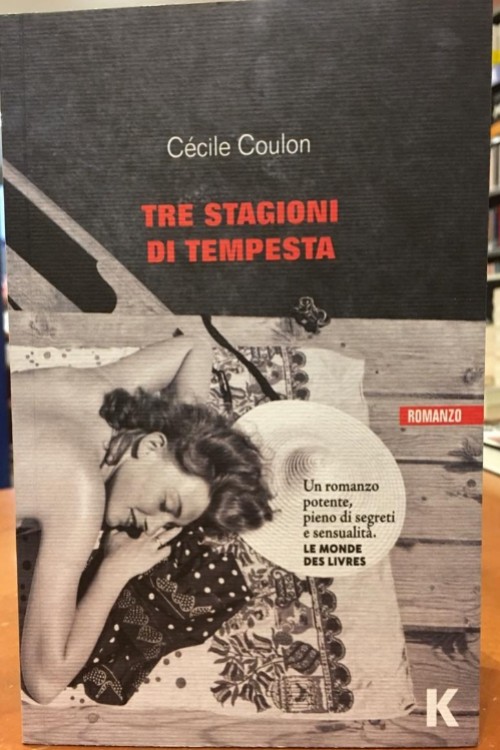 Cécile Coulon
TRE STAGIONI
DI TEMPESTA
ROMANZO
Un romanzo
potente,
pieno di segreti
e sensualità.
LE MONDE
DES LIVRES
K